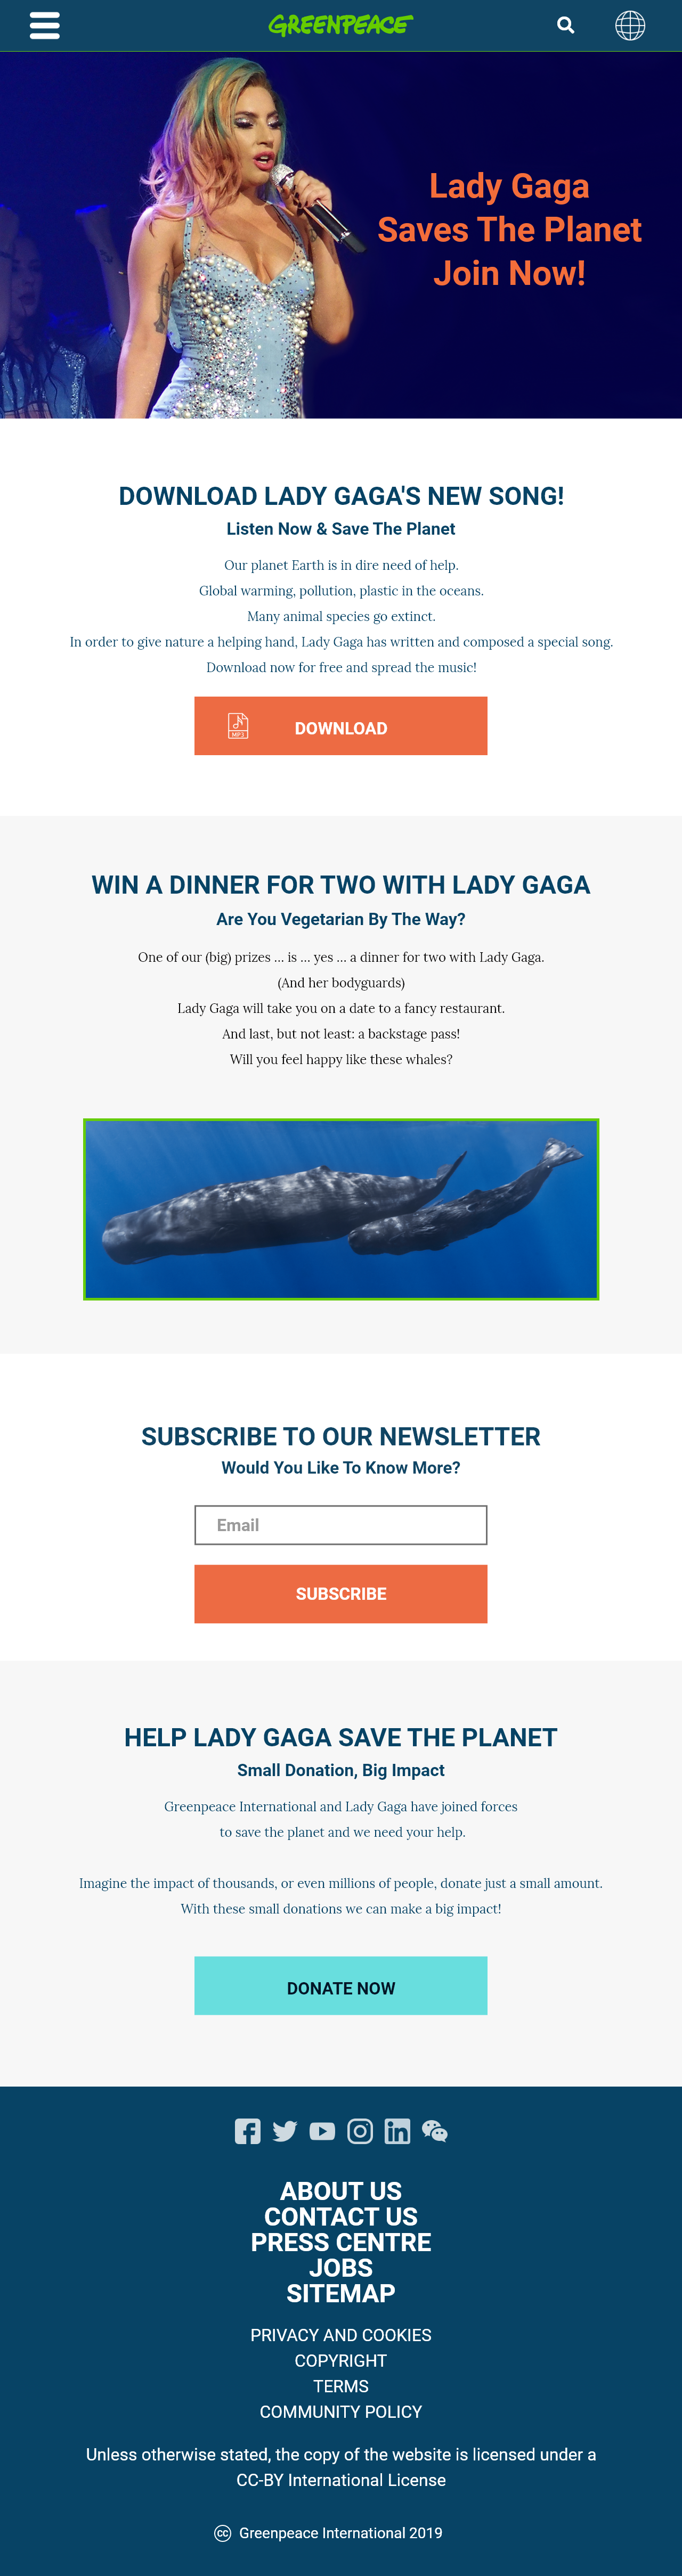 GREENPEACE
Lady Gaga
Saves The Planet
Join Now!
DOWNLOAD LADY GAGA'S NEW SONG!
Listen Now & Save The Planet
Our planet Earth is in dire need of help.
Global warming, pollution, plastic in the oceans.
Many animal species go extinct.
In order to give nature a helping hand, Lady Gaga has written and composed a special song.
Download now for free and spread the music!
MP3
DOWNLOAD
WIN A DINNER FOR TWO WITH LADY GAGA
Are You Vegetarian By The Way?
One of our (big) prizes ... is ... yes ... a dinner for two with Lady Gaga.
(And her bodyguards)
Lady Gaga will take you on a date to a fancy restaurant.
And last, but not least: a backstage pass!
Will you feel happy like these whales?
SUBSCRIBE TO OUR NEWSLETTER
Would You Like To Know More?
Email
SUBSCRIBE
HELP LADY GAGA SAVE THE PLANET
Small Donation, Big Impact
Greenpeace International and Lady Gaga have joined forces
to save the planet and we need your help.
Imagine the impact of thousands, or even millions of people, donate just a small amount.
With these small donations we can make a big impact!
DONATE NOW
ABOUT US
CONTACT US
PRESS CENTRE
JOBS
SITEMAP
PRIVACY AND COOKIES
COPYRIGHT
TERMS
COMMUNITY POLICY
Unless otherwise stated, the copy of the website is licensed under a
CC-BY International License
cc Greenpeace International 2019